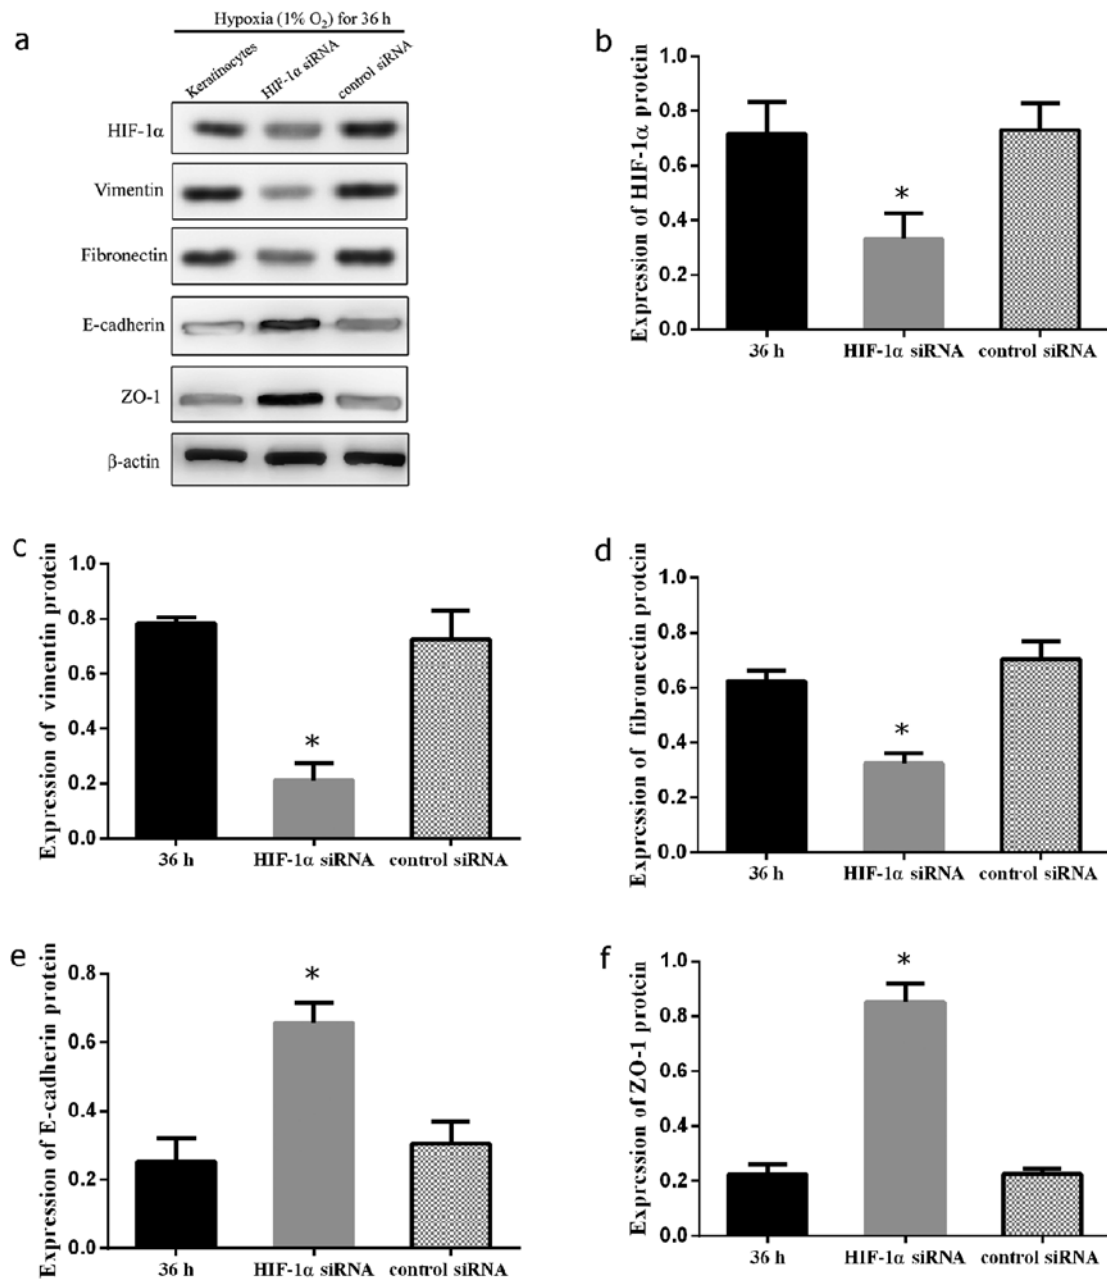 a
Hypoxia (1% O₂) for 36 h
Keratinocytes
HIF-1α siRNA
control siRNA
HIF-1α
Vimentin
Fibronectin
E-cadherin
ZO-1
β-actin
b
Expression of HIF-1α protein
1.0
0.8
0.6
0.4
0.2
0.0
*
36 h HIF-1α siRNA control siRNA
c
Expression of vimentin protein
1.0
0.8
0.6
0.4
0.2
0.0
*
36 h HIF-1α siRNA control siRNA
d
Expression of fibronectin protein
1.0
0.8
0.6
0.4
0.2
0.0
*
36 h HIF-1α siRNA control siRNA
e
Expression of E-cadherin protein
0.8
0.6
0.4
0.2
0.0
*
36 h HIF-1α siRNA control siRNA
f
Expression of ZO-1 protein
1.0
0.8
0.6
0.4
0.2
0.0
*
36 h HIF-1α siRNA control siRNA